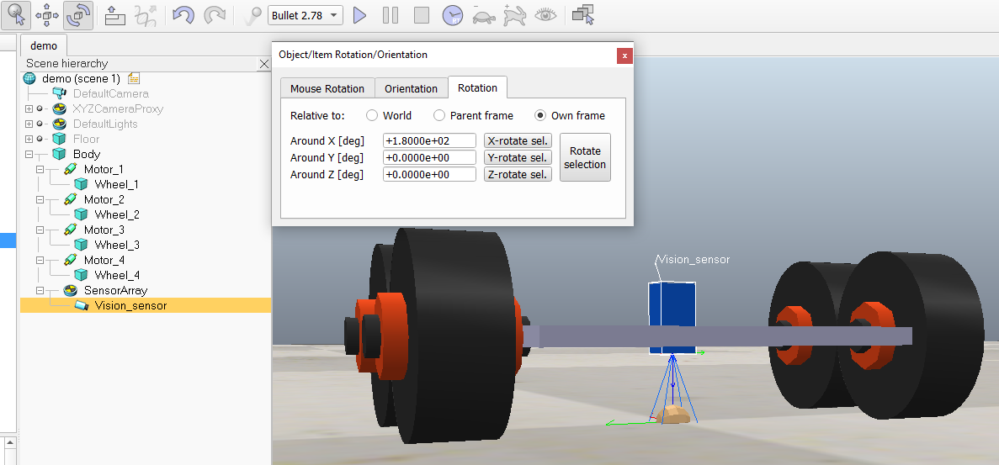 Bullet 2.78
RT
demo
Scene hierarchy
demo (scene 1)
DefaultCamera
XYZCameraProxy
DefaultLights
Floor
Body
Motor_1
Wheel_1
Motor_2
Wheel_2
Motor_3
Wheel_3
Motor_4
Wheel_4
SensorArray
Vision_sensor
Object/Item Rotation/Orientation
x
Mouse Rotation Orientation Rotation
Relative to: World Parent frame Own frame
Around X [deg] +1.8000e+02 X-rotate sel.
Around Y [deg] +0.0000e+00 Y-rotate sel.
Around Z [deg] +0.0000e+00 Z-rotate sel.
Rotate
selection
Vision_sensor